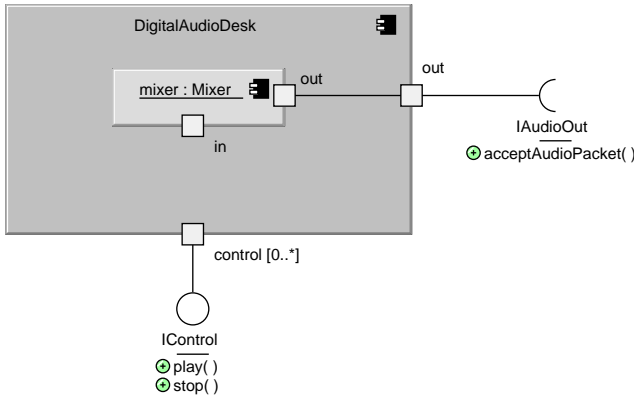 DigitalAudioDesk
mixer : Mixer
out
out
in
IAudioOut
acceptAudioPacket( )
control [0..*]
IControl
play( )
stop( )